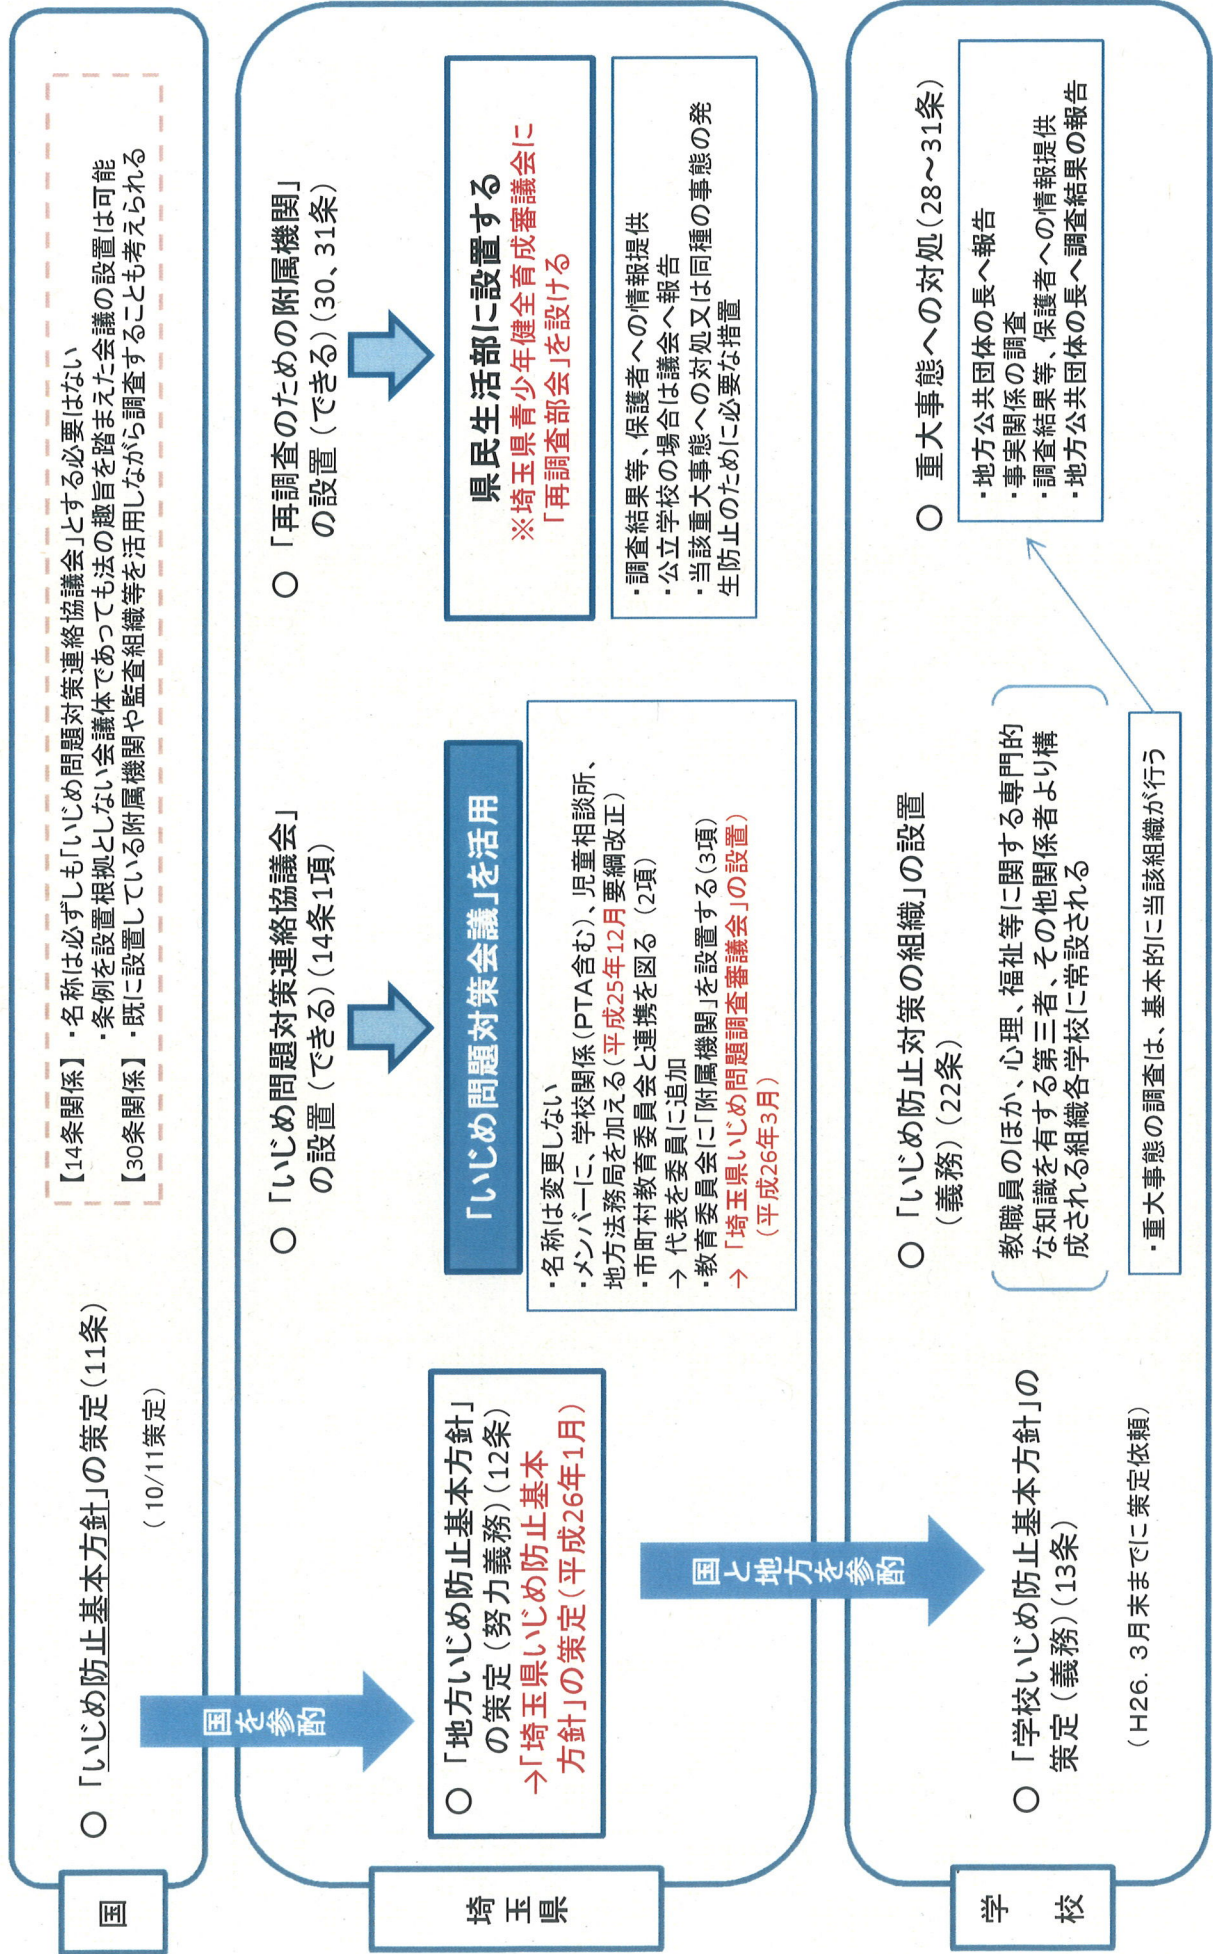 国
○ 「いじめ防止基本方針」の策定(11条)
(10/11策定)
【14条関係】・名称は必ずしも「いじめ問題対策連絡協議会」とする必要はない
・条例を設置根拠としない会議体であっても法の趣旨を踏まえた会議の設置は可能
【30条関係】・既に設置している附属機関や監査組織等を活用しながら調査することも考えられる
国を参酌
埼玉県
○ 「地方いじめ防止基本方針」
の策定(努力義務)(12条)
→「埼玉県いじめ防止基本
方針」の策定(平成26年1月)
○ 「いじめ問題対策連絡協議会」
の設置(できる)(14条1項)
「いじめ問題対策会議」を活用
・名称は変更しない
・メンバーに、学校関係(PTA含む)、児童相談所、
地方法務局を加える(平成25年12月要綱改正)
・市町村教育委員会と連携を図る(2項)
→ 代表を委員に追加
・教育委員会に「附属機関」を設置する(3項)
→ 「埼玉県いじめ問題調査審議会」の設置)
(平成26年3月)
○ 「再調査のための附属機関」
の設置(できる)(30、31条)
県民生活部に設置する
※埼玉県青少年健全育成審議会に
「再調査部会」を設ける
・調査結果等、保護者への情報提供
・公立学校の場合は議会へ報告
・当該重大事態への対処又は同種の事態の発
生防止のために必要な措置
国と地方を参酌
学校
○ 「学校いじめ防止基本方針」の
策定(義務)(13条)
(H26.3月末までに策定依頼)
○ 「いじめ防止対策の組織」の設置
(義務)(22条)
教職員のほか、心理、福祉等に関する専門的
な知識を有する第三者、その他関係者より構
成される組織各学校に常設される
・重大事態の調査は、基本的に当該組織が行う
○ 重大事態への対処(28～31条)
・地方公共団体の長へ報告
・事実関係の調査
・調査結果等、保護者への情報提供
・地方公共団体の長へ調査結果の報告